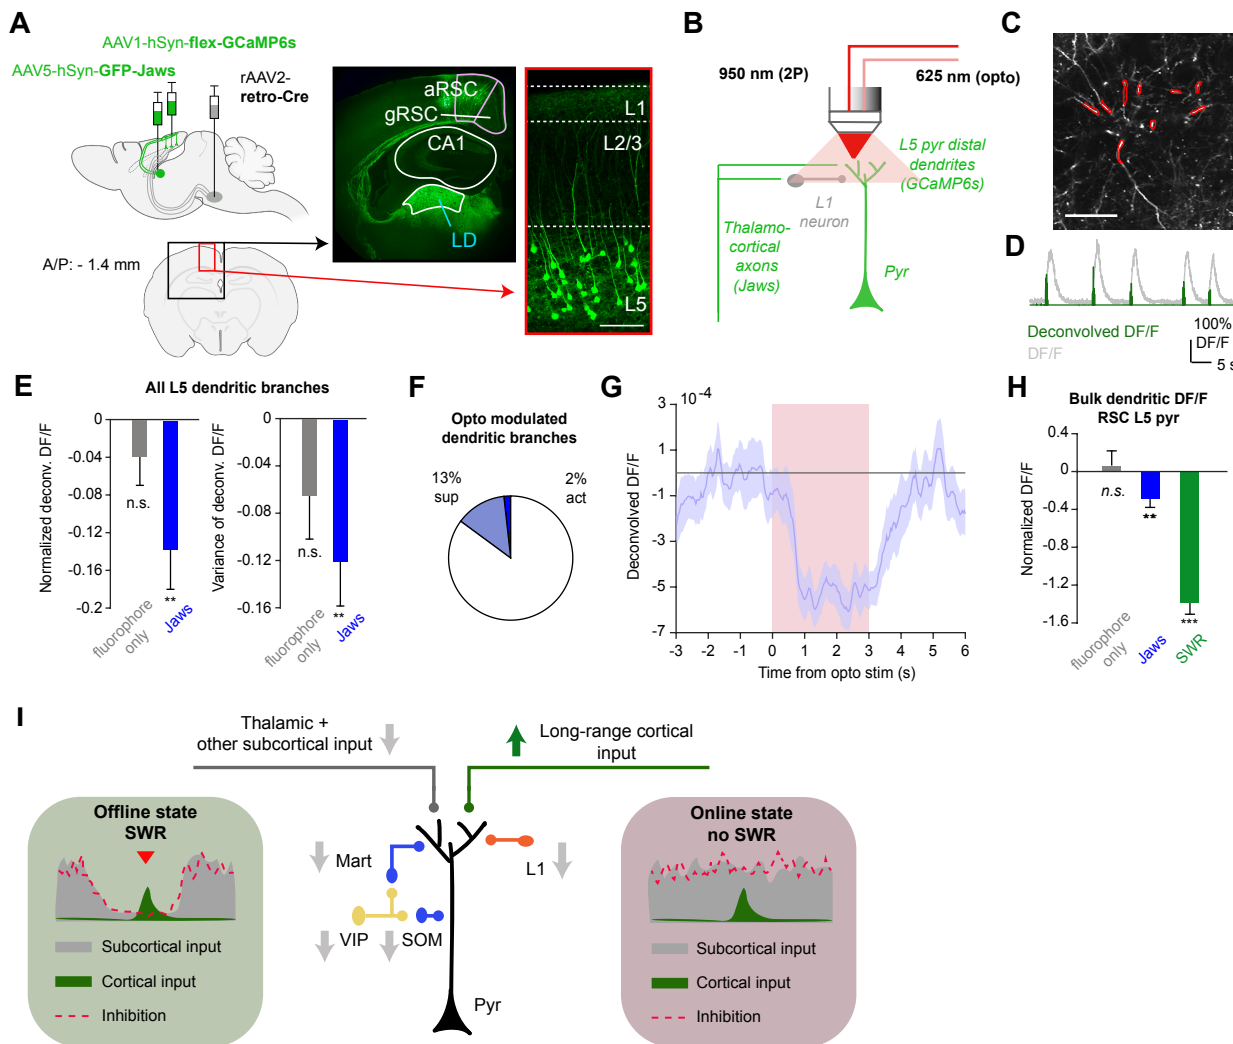 A
AAV1-hSyn-flex-GCaMP6s
AAV5-hSyn-GFP-Jaws
rAAV2-
retro-Cre
A/P: - 1.4 mm
aRSC
gRSC
CA1
LD
L1
L2/3
L5
B
950 nm (2P)
625 nm (opto)
L5 pyr distal
dendrites
(GCaMP6s)
L1
neuron
Thalamo-
cortical
axons
(Jaws)
Pyr
C
D
Deconvolved DF/F
DF/F
100%
DF/F
5 s
E
All L5 dendritic branches
Normalized deconv. DF/F
0
-0.04
-0.08
-0.12
-0.16
-0.2
n.s.
**
fluorophore
only
Jaws
Variance of deconv. DF/F
0
-0.04
-0.08
-0.12
-0.16
n.s.
**
fluorophore
only
Jaws
F
Opto modulated
dendritic branches
13%
sup
2%
act
G
10⁻⁴
Deconvolved DF/F
3
1
-1
-3
-5
-7
-3 -2 -1 0 1 2 3 4 5 6
Time from opto stim (s)
H
Bulk dendritic DF/F
RSC L5 pyr
Normalized DF/F
0.4
0
-0.4
-0.8
-1.2
-1.6
n.s.
**
***
fluorophore
only
Jaws
SWR
I
Thalamic +
other subcortical input
Long-range cortical
input
Offline state
SWR
Subcortical input
Cortical input
Inhibition
Mart
L1
VIP
SOM
Pyr
Online state
no SWR
Subcortical input
Cortical input
Inhibition